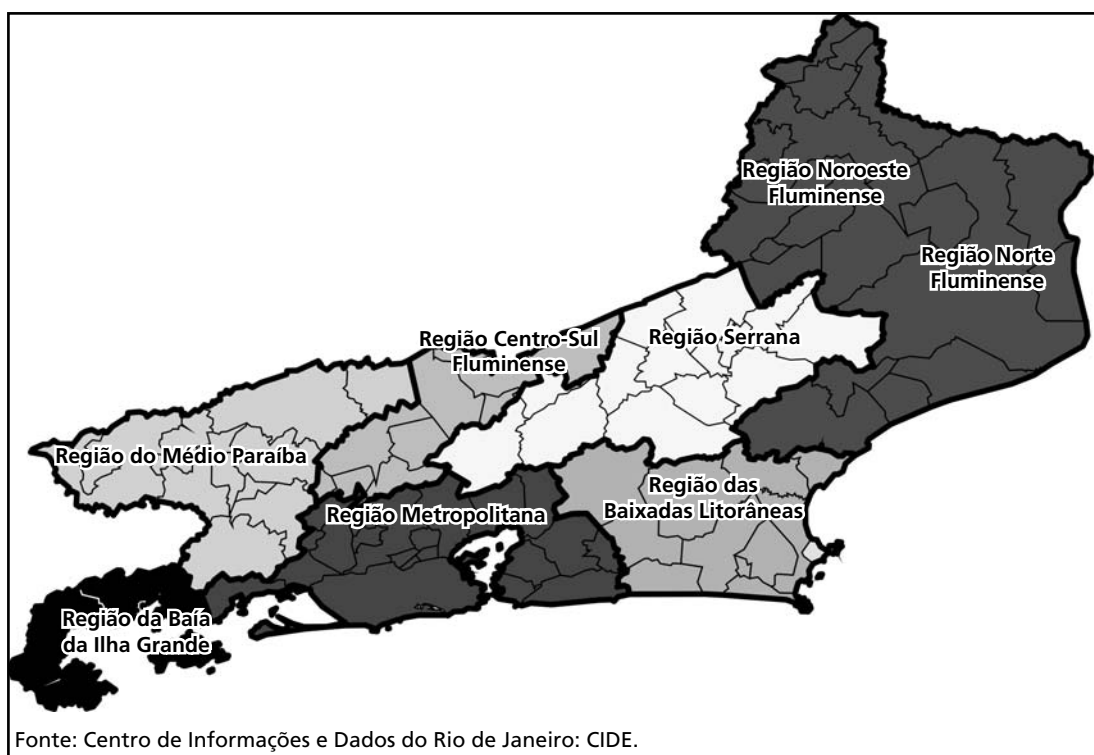 Região Noroeste
Fluminense
Região Norte
Fluminense
Região Centro-Sul
Fluminense
Região Serrana
Região do Médio Paraíba
Região das
Baixadas Litorâneas
Região Metropolitana
Região da Baía
da Ilha Grande
Fonte: Centro de Informações e Dados do Rio de Janeiro: CIDE.